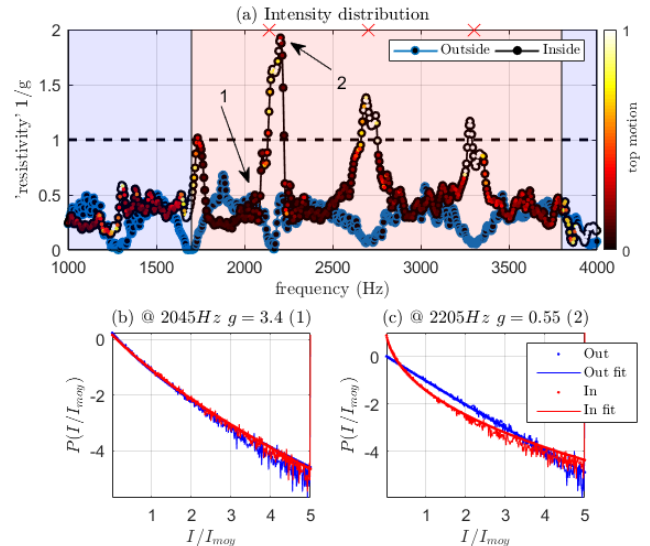 (a) Intensity distribution
Outside Inside
1
2
'resistivity' 1/g
2
1.5
1
0.5
0
1000 1500 2000 2500 3000 3500 4000
frequency (Hz)
1
0
top motion
(b) @ 2045Hz g = 3.4 (1)
P(I/I_moy)
0
-2
-4
1 2 3 4 5
I/I_moy
(c) @ 2205Hz g = 0.55 (2)
P(I/I_moy)
0
-2
-4
1 2 3 4 5
I/I_moy
Out
Out fit
In
In fit